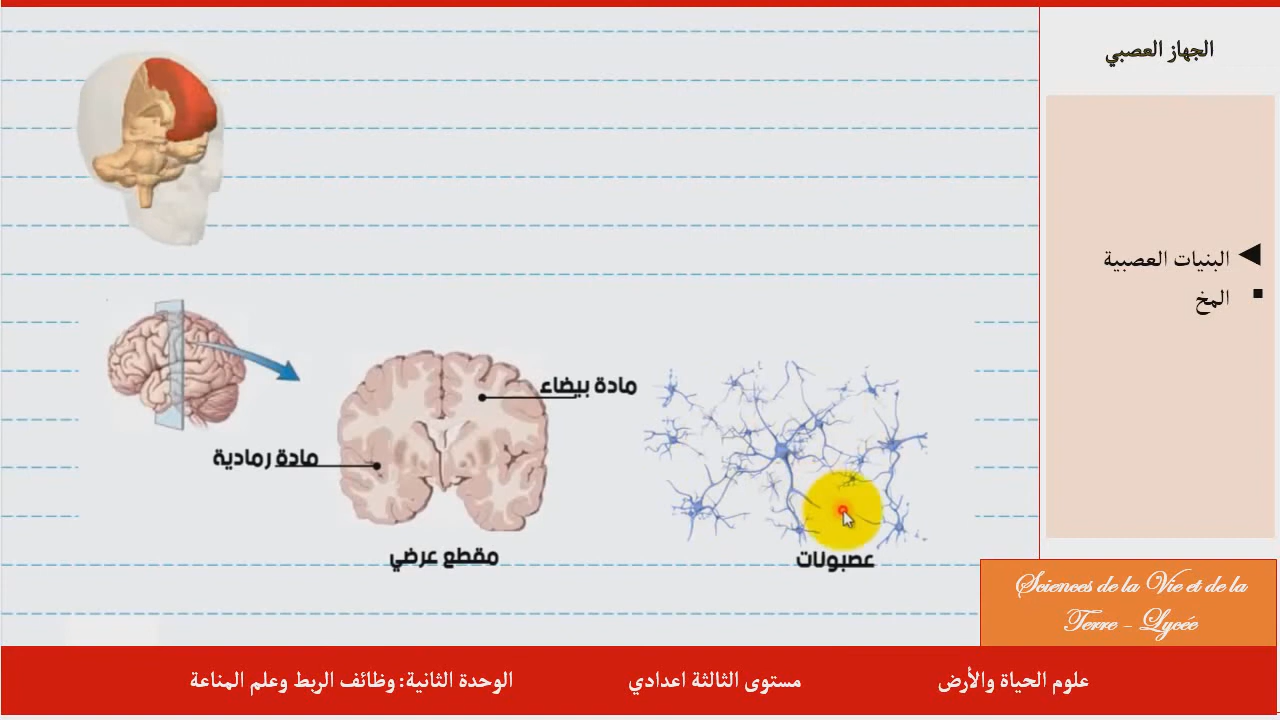 الجهاز العصبي
البنيات العصبية
المخ
مادة بيضاء
مادة رمادية
مقطع عرضي
عصبونات
Sciences de la Vie et de la
Terre – Lycée
علوم الحياة والأرض
مستوى الثالثة اعدادي
الوحدة الثانية: وظائف الربط وعلم المناعة